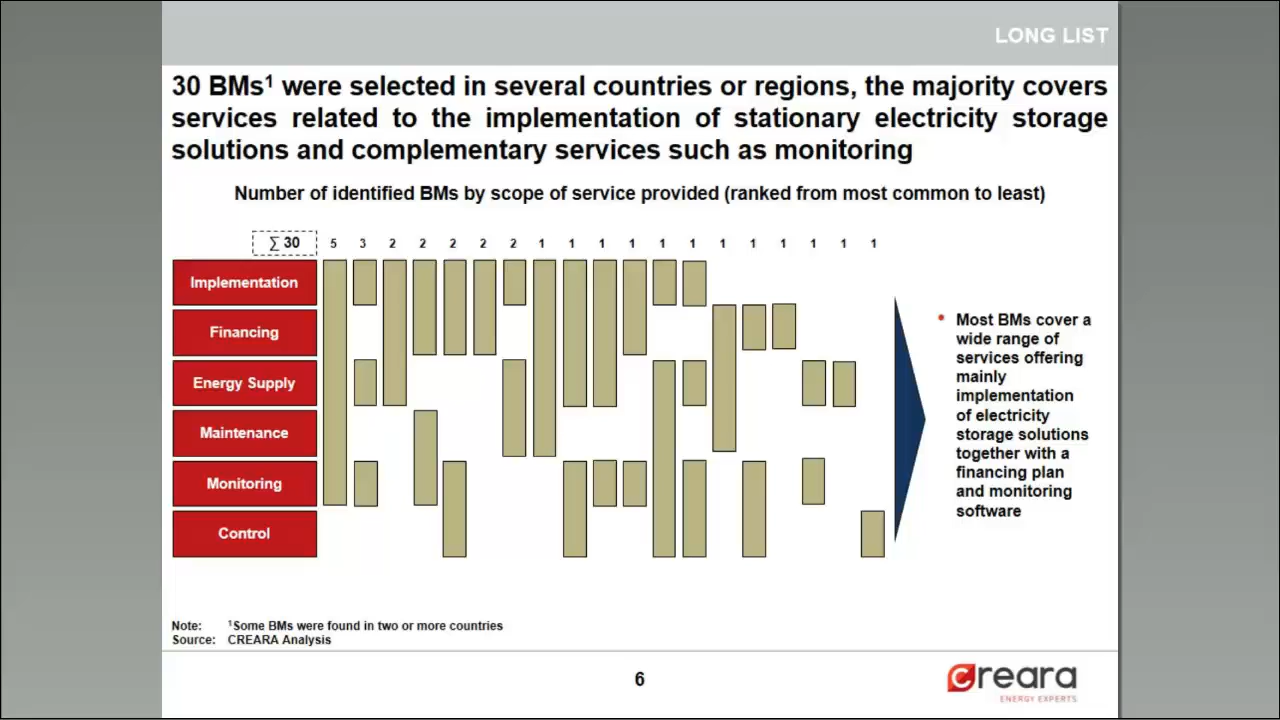 LONG LIST
30 BMs¹ were selected in several countries or regions, the majority covers
services related to the implementation of stationary electricity storage
solutions and complementary services such as monitoring
Number of identified BMs by scope of service provided (ranked from most common to least)
∑ 30 5 3 2 2 2 2 2 1 1 1 1 1 1 1 1 1 1 1 1
Implementation
Financing
Energy Supply
Maintenance
Monitoring
Control
• Most BMs cover a
wide range of
services offering
mainly
implementation
of electricity
storage solutions
together with a
financing plan
and monitoring
software
Note: ¹Some BMs were found in two or more countries
Source: CREARA Analysis
6
creara
ENERGY EXPERTS